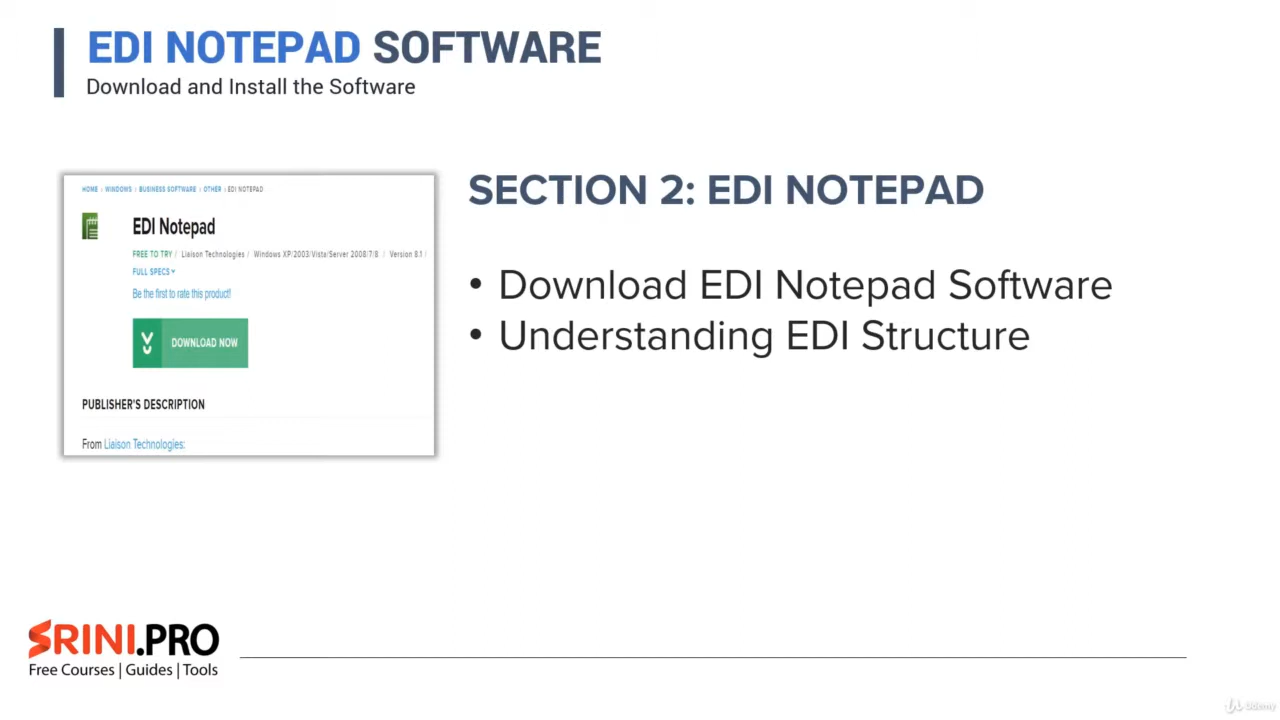 EDI NOTEPAD SOFTWARE
Download and Install the Software
HOME > WINDOWS > BUSINESS SOFTWARE > OTHER > EDI NOTEPAD
EDI Notepad
FREE TO TRY / Liaison Technologies / Windows XP/2003/Vista/Server 2008/7/8 / Version 8.1 /
FULL SPECS
Be the first to rate this product!
DOWNLOAD NOW
PUBLISHER'S DESCRIPTION
From Liaison Technologies:
SECTION 2: EDI NOTEPAD
• Download EDI Notepad Software
• Understanding EDI Structure
SRINI.PRO
Free Courses | Guides | Tools
Udemy